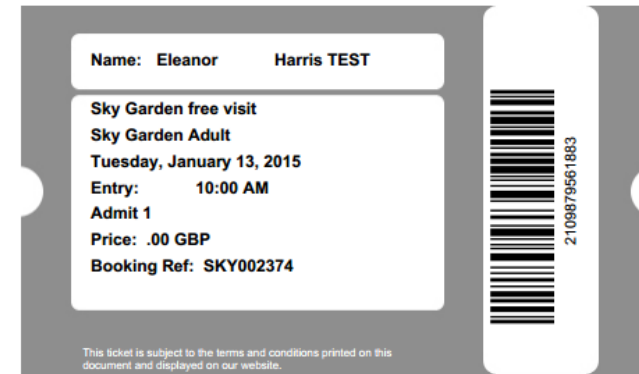 Name: Eleanor Harris TEST
Sky Garden free visit
Sky Garden Adult
Tuesday, January 13, 2015
Entry: 10:00 AM
Admit 1
Price: .00 GBP
Booking Ref: SKY002374
This ticket is subject to the terms and conditions printed on this
document and displayed on our website.
2109879561883